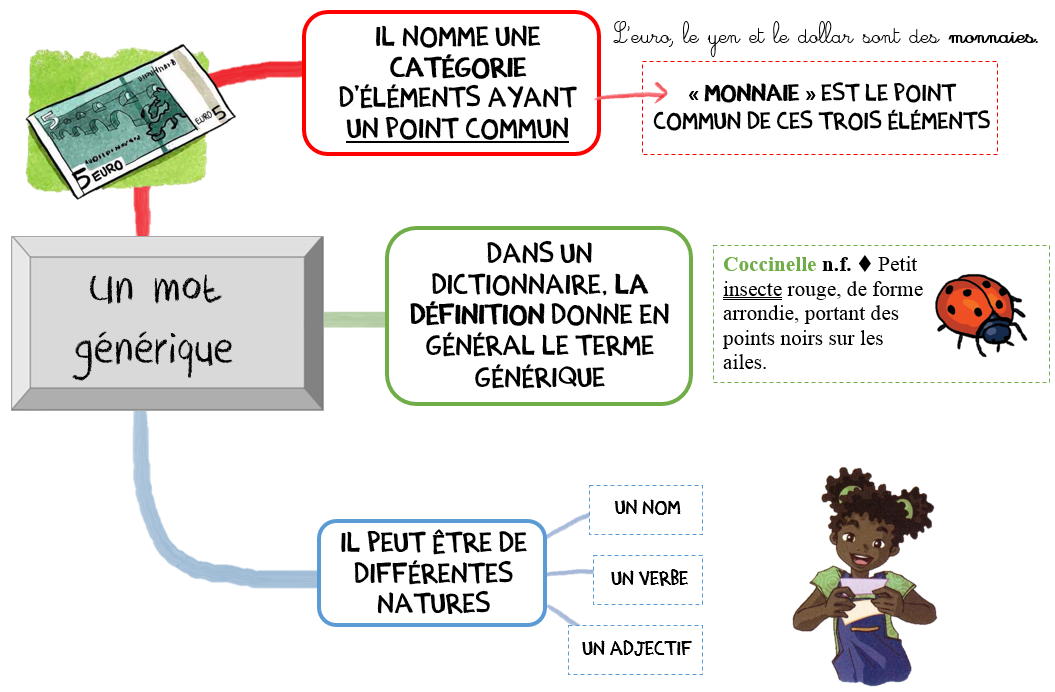 IL NOMME UNE
CATÉGORIE
D'ÉLÉMENTS AYANT
UN POINT COMMUN
L'euro, le yen et le dollar sont des monnaies.
« MONNAIE » EST LE POINT
COMMUN DE CES TROIS ÉLÉMENTS
5
EURO 5
5 EURO
Un mot
générique
DANS UN
DICTIONNAIRE, LA
DÉFINITION DONNE EN
GÉNÉRAL LE TERME
GÉNÉRIQUE
Coccinelle n.f. ♦ Petit
insecte rouge, de forme
arrondie, portant des
points noirs sur les
ailes.
IL PEUT ÊTRE DE
DIFFÉRENTES
NATURES
UN NOM
UN VERBE
UN ADJECTIF